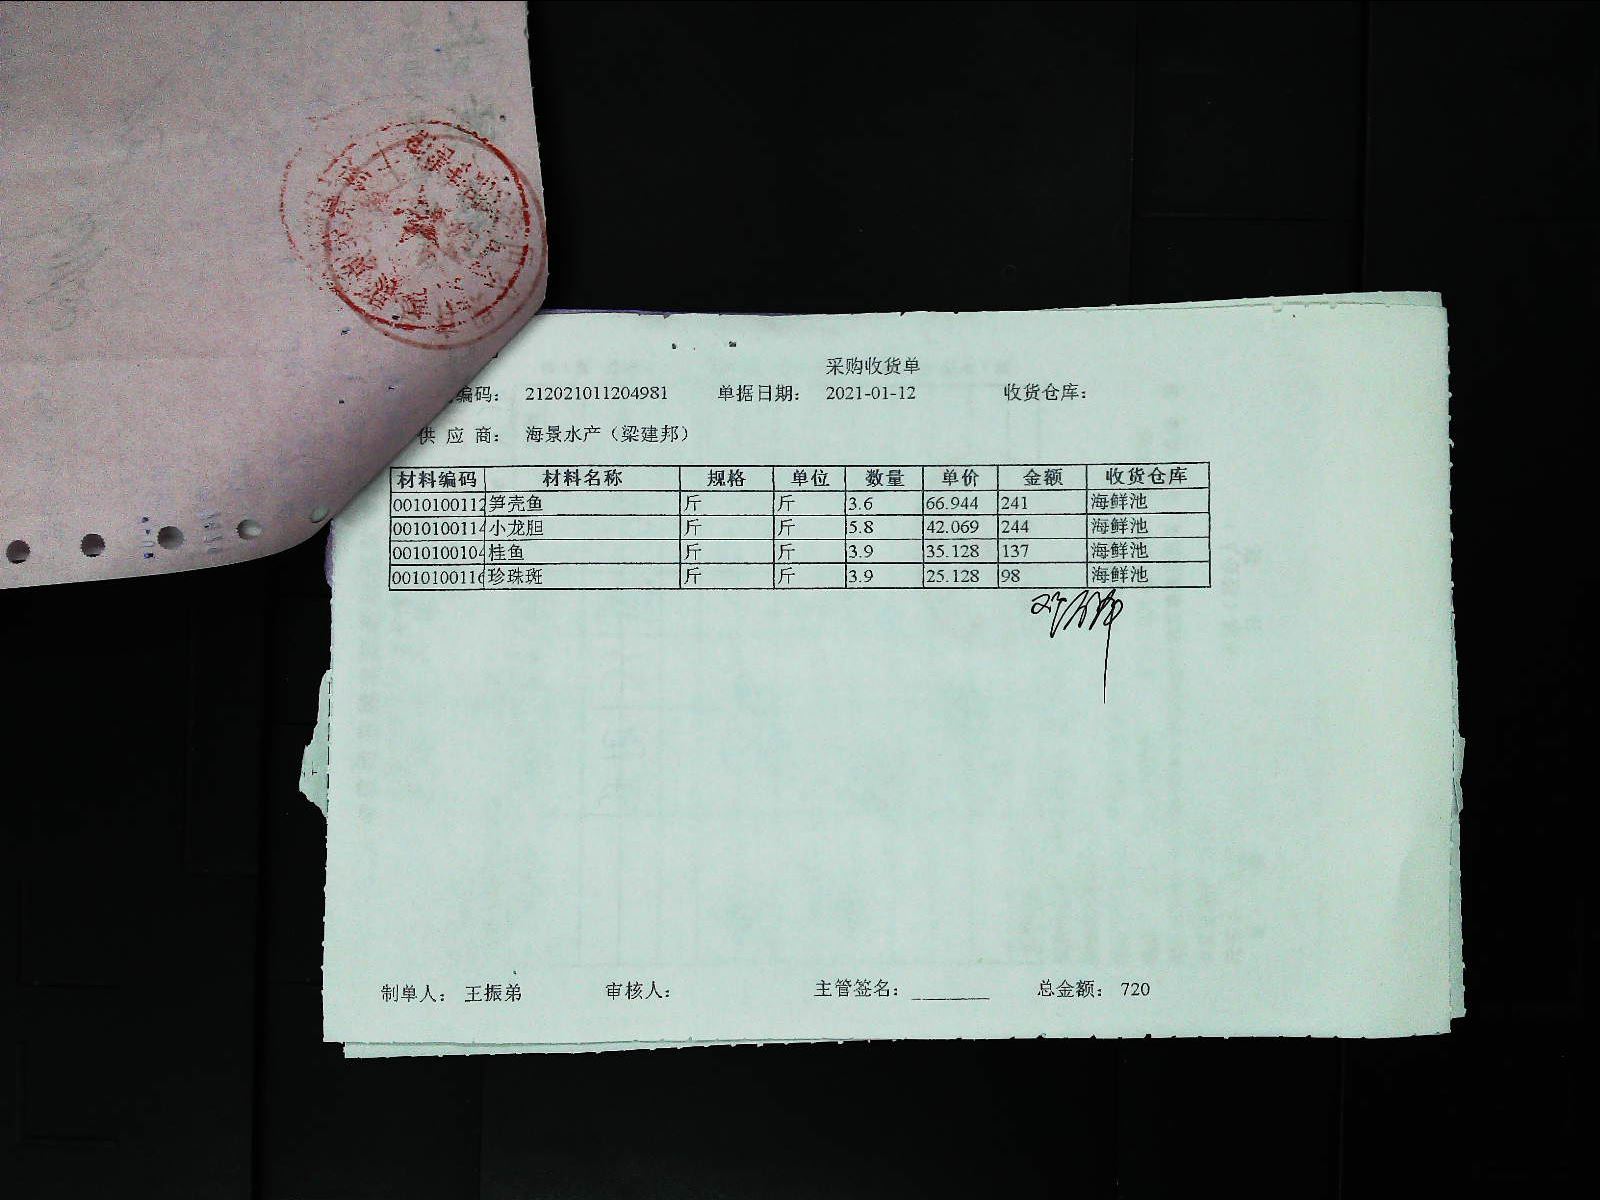 采购收货单
编码： 212021011204981 单据日期： 2021-01-12 收货仓库：
供 应 商： 海景水产（梁建邦）
材料编码 材料名称 规格 单位 数量 单价 金额 收货仓库
0010100112 笋壳鱼 斤 斤 3.6 66.944 241 海鲜池
0010100114 小龙胆 斤 斤 5.8 42.069 244 海鲜池
0010100104 桂鱼 斤 斤 3.9 35.128 137 海鲜池
0010100116 珍珠斑 斤 斤 3.9 25.128 98 海鲜池
制单人： 王振弟 审核人： 主管签名： 总金额： 720